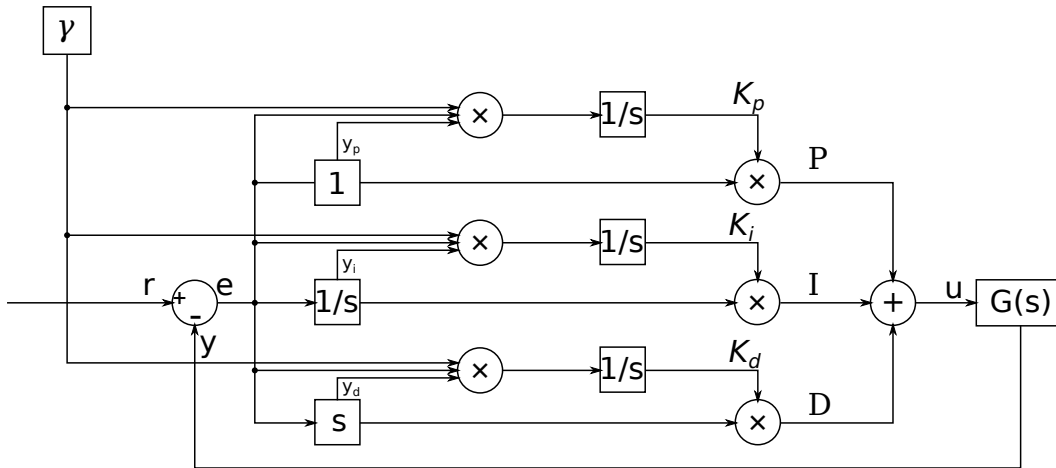 γ
×
1/s
K_p
y_p
1
×
P
×
1/s
K_i
y_i
r
+
-
e
1/s
×
I
+
u
G(s)
y
×
1/s
K_d
y_d
s
×
D